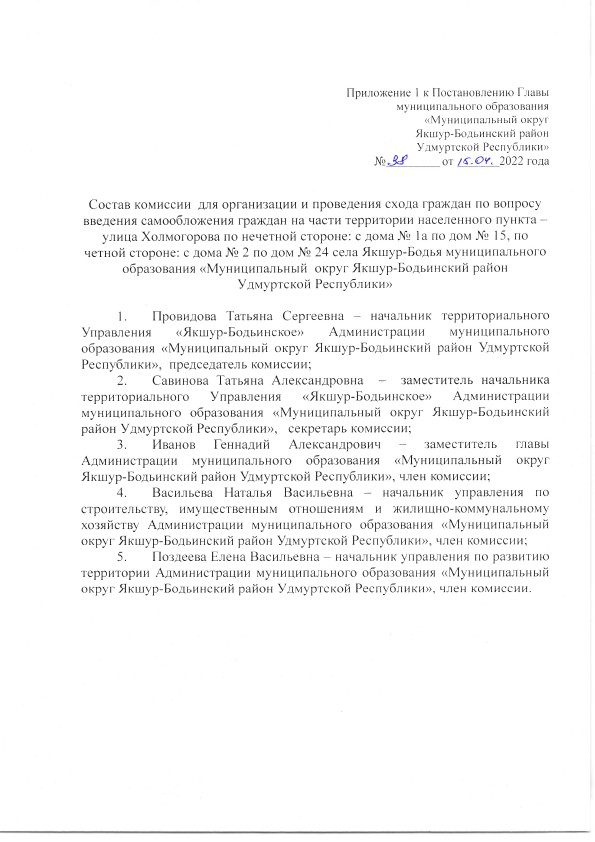 Приложение 1 к Постановлению Главы
муниципального образования
«Муниципальный округ
Якшур-Бодьинский район
Удмуртской Республики»
№ 38 от 15.04. 2022 года
Состав комиссии для организации и проведения схода граждан по вопросу
введения самообложения граждан на части территории населенного пункта –
улица Холмогорова по нечетной стороне: с дома № 1а по дом № 15, по
четной стороне: с дома № 2 по дом № 24 села Якшур-Бодья муниципального
образования «Муниципальный округ Якшур-Бодьинский район
Удмуртской Республики»
1. Провидова Татьяна Сергеевна – начальник территориального
Управления «Якшур-Бодьинское» Администрации муниципального
образования «Муниципальный округ Якшур-Бодьинский район Удмуртской
Республики», председатель комиссии;
2. Савинова Татьяна Александровна – заместитель начальника
территориального Управления «Якшур-Бодьинское» Администрации
муниципального образования «Муниципальный округ Якшур-Бодьинский
район Удмуртской Республики», секретарь комиссии;
3. Иванов Геннадий Александрович – заместитель главы
Администрации муниципального образования «Муниципальный округ
Якшур-Бодьинский район Удмуртской Республики», член комиссии;
4. Васильева Наталья Васильевна – начальник управления по
строительству, имущественным отношениям и жилищно-коммунальному
хозяйству Администрации муниципального образования «Муниципальный
округ Якшур-Бодьинский район Удмуртской Республики», член комиссии;
5. Поздеева Елена Васильевна – начальник управления по развитию
территории Администрации муниципального образования «Муниципальный
округ Якшур-Бодьинский район Удмуртской Республики», член комиссии.